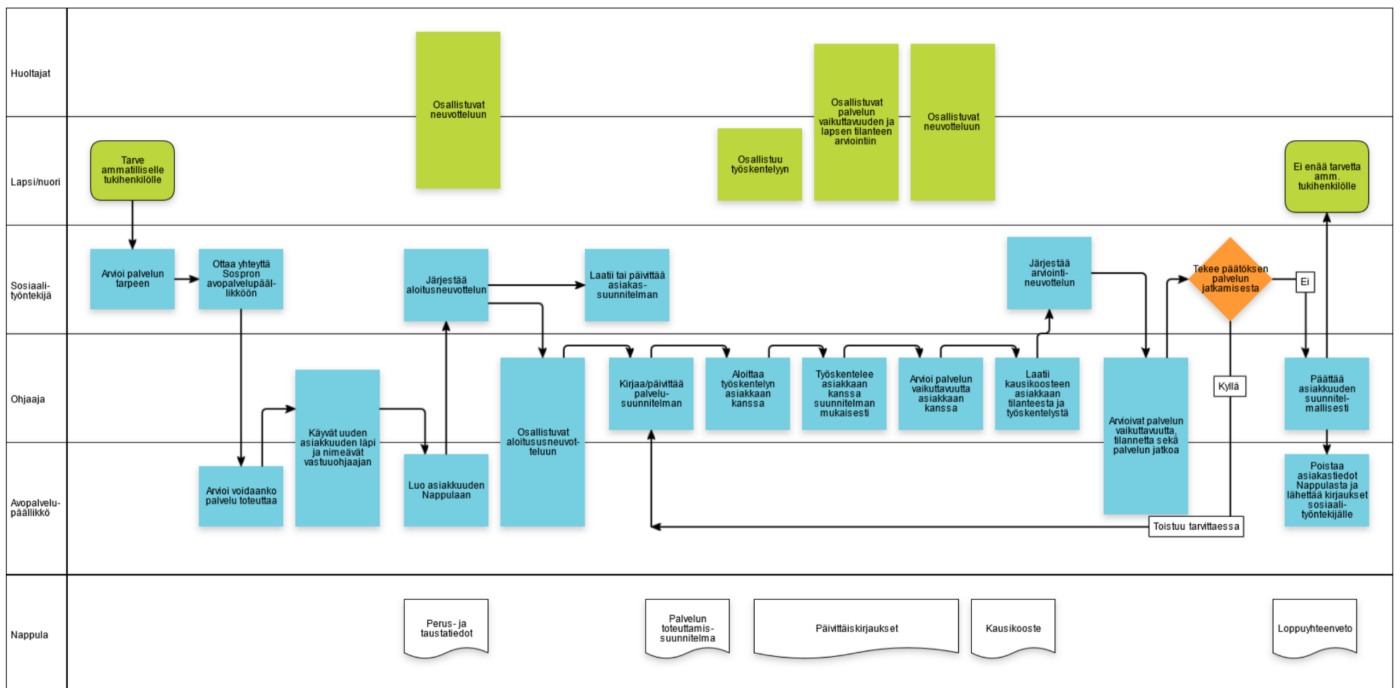 Huoltajat
Osallistuvat
neuvotteluun
Osallistuvat
palvelun
vaikuttavuuden ja
lapsen tilanteen
arviointiin
Osallistuvat
neuvotteluun
Lapsi/nuori
Tarve
ammatilliselle
tukihenkilölle
Osallistuu
työskentelyyn
Ei enää tarvetta
amm.
tukihenkilölle
Sosiaali-
työntekijä
Arvioi palvelun
tarpeen
Ottaa yhteyttä
Sospron
avopalvelupääl-
likköön
Järjestää
aloitusneuvottelun
Laatii tai päivittää
asiakas-
suunnitelman
Järjestää
arviointi-
neuvottelun
Tekee päätöksen
palvelun
jatkamisesta
Ei
Kyllä
Ohjaaja
Käyvät uuden
asiakkuuden läpi
ja nimeävät
vastuuohjaajan
Osallistuvat
aloitususneuvot-
teluun
Kirjaa/päivittää
palvelu-
suunnitelman
Aloittaa
työskentelyn
asiakkaan
kanssa
Työskentelee
asiakkaan
kanssa
suunnitelman
mukaisesti
Arvioi palvelun
vaikuttavuutta
asiakkaan
kanssa
Laatii
kausikoosteen
asiakkaan
tilanteesta ja
työskentelystä
Arvioivat palvelun
vaikuttavuutta,
tilannetta sekä
palvelun jatkoa
Päättää
asiakkuuden
suunnitel-
mallisesti
Avopalvelu-
päällikkö
Arvioi voidaanko
palvelu toteuttaa
Luo asiakkuuden
Nappulaan
Toistuu tarvittaessa
Poistaa
asiakastiedot
Nappulasta ja
lähettää kirjaukset
sosiaali-
työntekijälle
Nappula
Perus- ja
taustatiedot
Palvelun
toteuttamis-
suunnitelma
Päivittäiskirjaukset
Kausikooste
Loppuyhteenveto